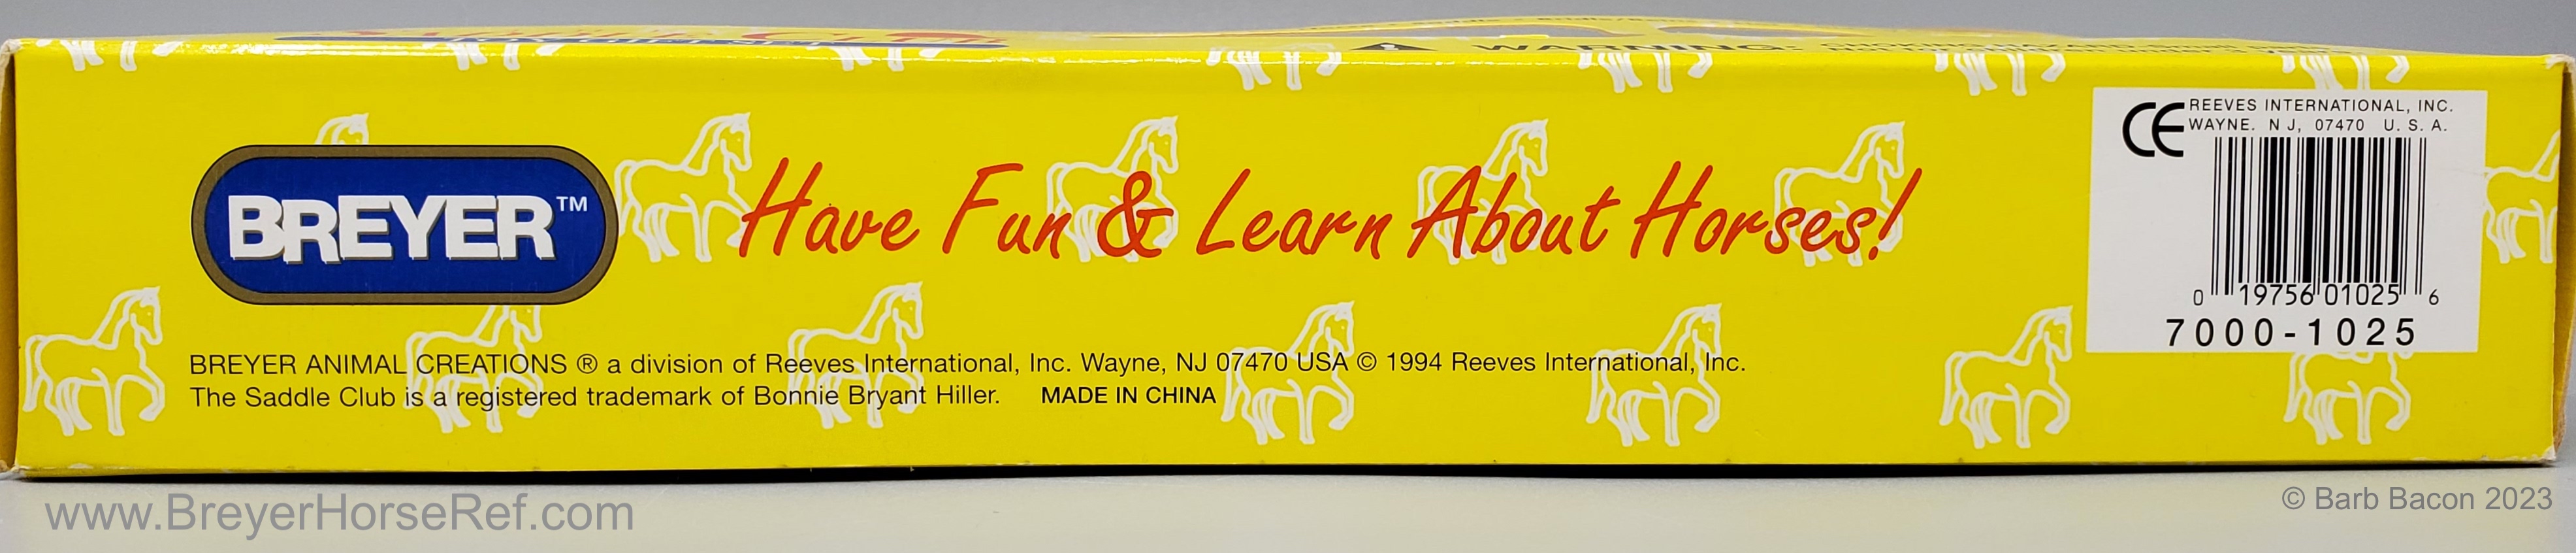 WARNING:
BREYER™
Have Fun & Learn About Horses!
BREYER ANIMAL CREATIONS ® a division of Reeves International, Inc. Wayne, NJ 07470 USA © 1994 Reeves International, Inc.
The Saddle Club is a registered trademark of Bonnie Bryant Hiller. MADE IN CHINA
CE
REEVES INTERNATIONAL, INC.
WAYNE. N J, 07470 U. S. A.
0 19756 01025 6
7000-1025
www.BreyerHorseRef.com
© Barb Bacon 2023